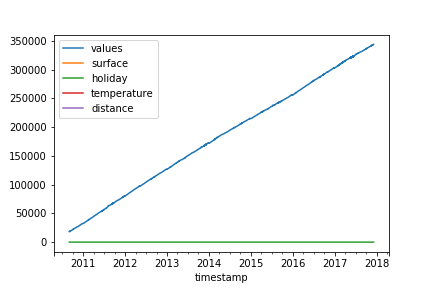 350000
300000
250000
200000
150000
100000
50000
0
values
surface
holiday
temperature
distance
2011 2012 2013 2014 2015 2016 2017 2018
timestamp